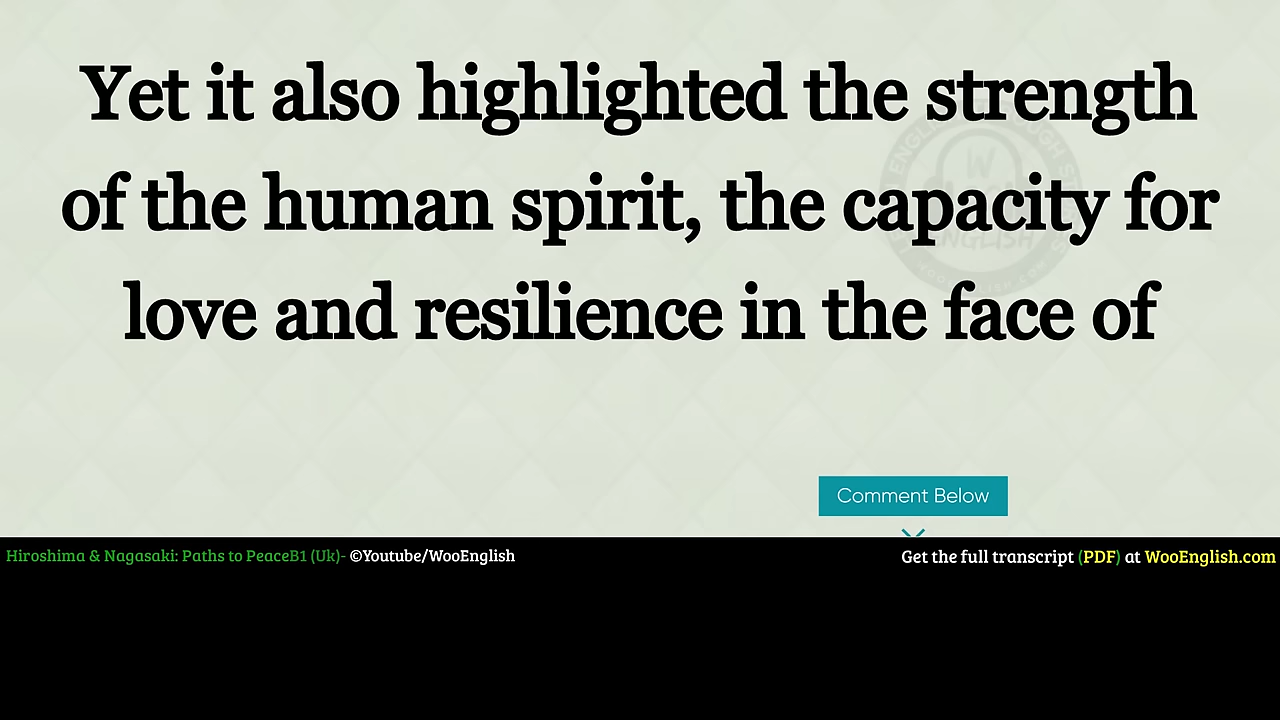 Yet it also highlighted the strength
of the human spirit, the capacity for
love and resilience in the face of
Comment Below
Hiroshima & Nagasaki: Paths to PeaceB1 (Uk)- ©Youtube/WooEnglish
Get the full transcript (PDF) at WooEnglish.com